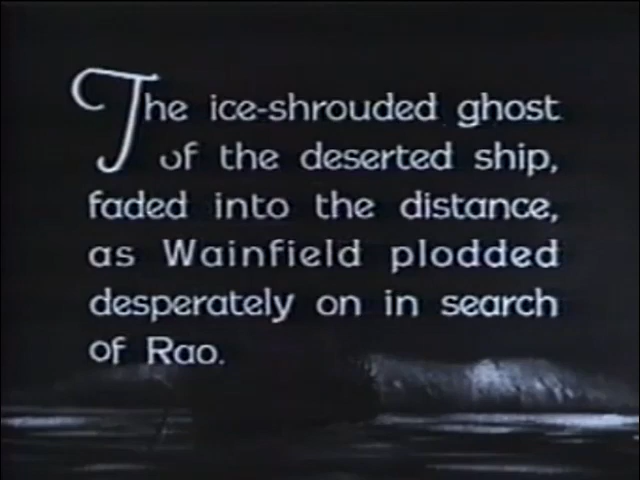 The ice-shrouded ghost
of the deserted ship,
faded into the distance,
as Wainfield plodded
desperately on in search
of Rao.